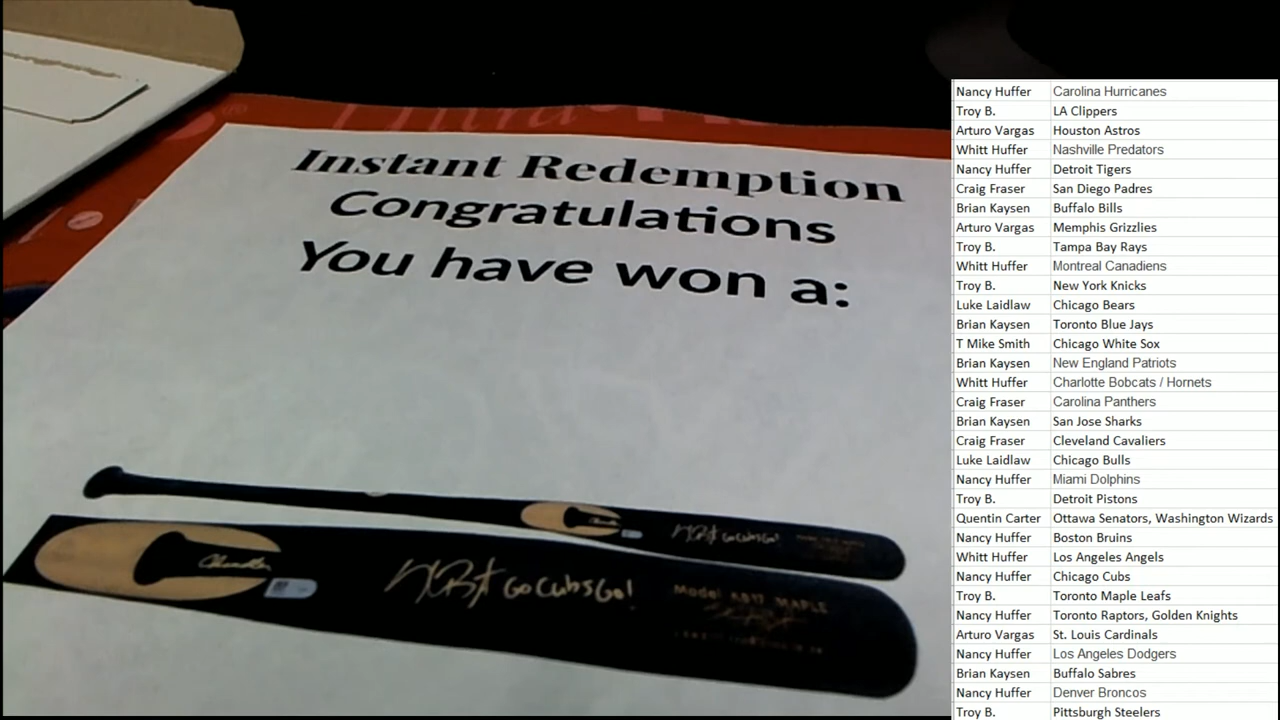 Instant Redemption
Congratulations
You have won a:
Chandler
Go Cubs Go!
Model KB17 MAPLE
Nancy Huffer Carolina Hurricanes
Troy B. LA Clippers
Arturo Vargas Houston Astros
Whitt Huffer Nashville Predators
Nancy Huffer Detroit Tigers
Craig Fraser San Diego Padres
Brian Kaysen Buffalo Bills
Arturo Vargas Memphis Grizzlies
Troy B. Tampa Bay Rays
Whitt Huffer Montreal Canadiens
Troy B. New York Knicks
Luke Laidlaw Chicago Bears
Brian Kaysen Toronto Blue Jays
T Mike Smith Chicago White Sox
Brian Kaysen New England Patriots
Whitt Huffer Charlotte Bobcats / Hornets
Craig Fraser Carolina Panthers
Brian Kaysen San Jose Sharks
Craig Fraser Cleveland Cavaliers
Luke Laidlaw Chicago Bulls
Nancy Huffer Miami Dolphins
Troy B. Detroit Pistons
Quentin Carter Ottawa Senators, Washington Wizards
Nancy Huffer Boston Bruins
Whitt Huffer Los Angeles Angels
Nancy Huffer Chicago Cubs
Troy B. Toronto Maple Leafs
Nancy Huffer Toronto Raptors, Golden Knights
Arturo Vargas St. Louis Cardinals
Nancy Huffer Los Angeles Dodgers
Brian Kaysen Buffalo Sabres
Nancy Huffer Denver Broncos
Troy B. Pittsburgh Steelers